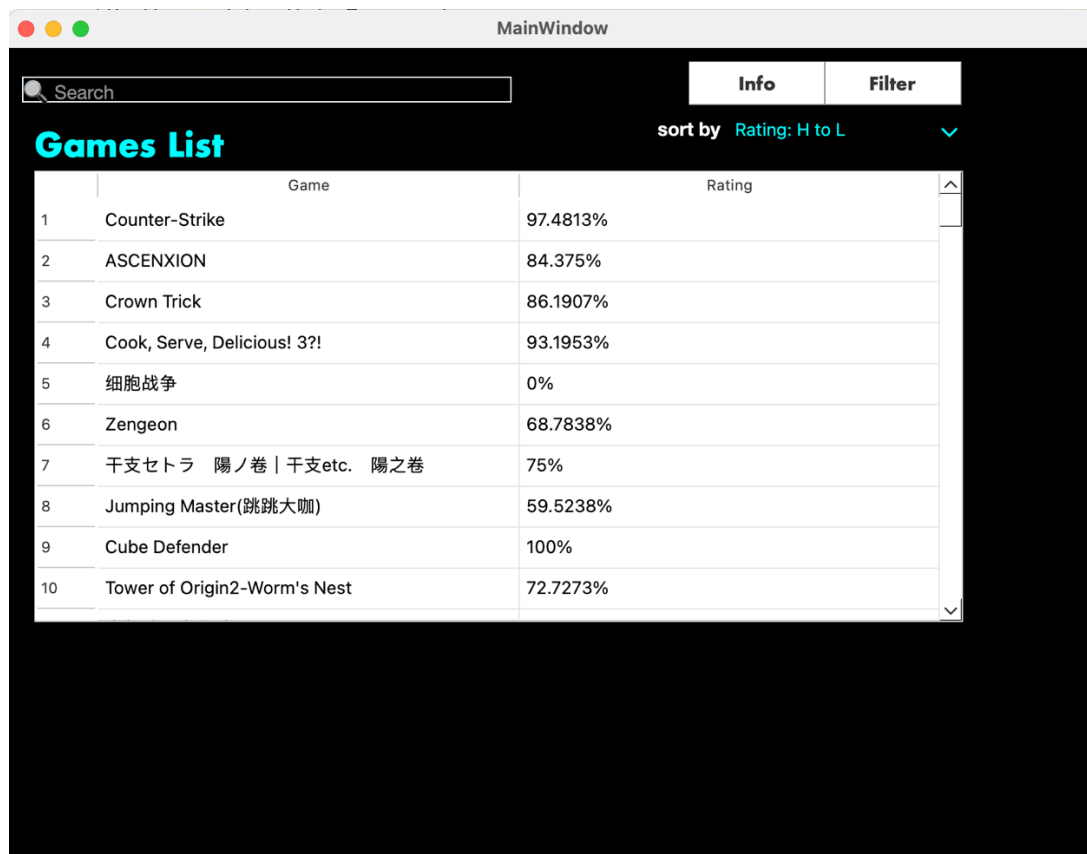 MainWindow
Search
Info Filter
Games List
sort by Rating: H to L
Game Rating
1 Counter-Strike 97.4813%
2 ASCENXION 84.375%
3 Crown Trick 86.1907%
4 Cook, Serve, Delicious! 3?! 93.1953%
5 细胞战争 0%
6 Zengeon 68.7838%
7 干支セトラ　陽ノ卷｜干支etc.　陽之卷 75%
8 Jumping Master(跳跳大咖) 59.5238%
9 Cube Defender 100%
10 Tower of Origin2-Worm's Nest 72.7273%